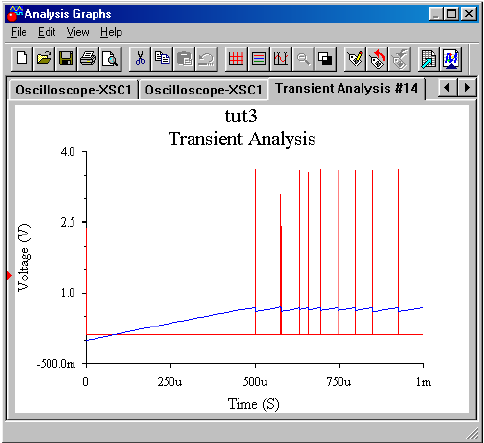 Analysis Graphs
File Edit View Help
Oscilloscope-XSC1 Oscilloscope-XSC1 Transient Analysis #14
tut3
Transient Analysis
4.0
2.5
1.0
-500.0m
Voltage (V)
0 250u 500u 750u 1m
Time (S)